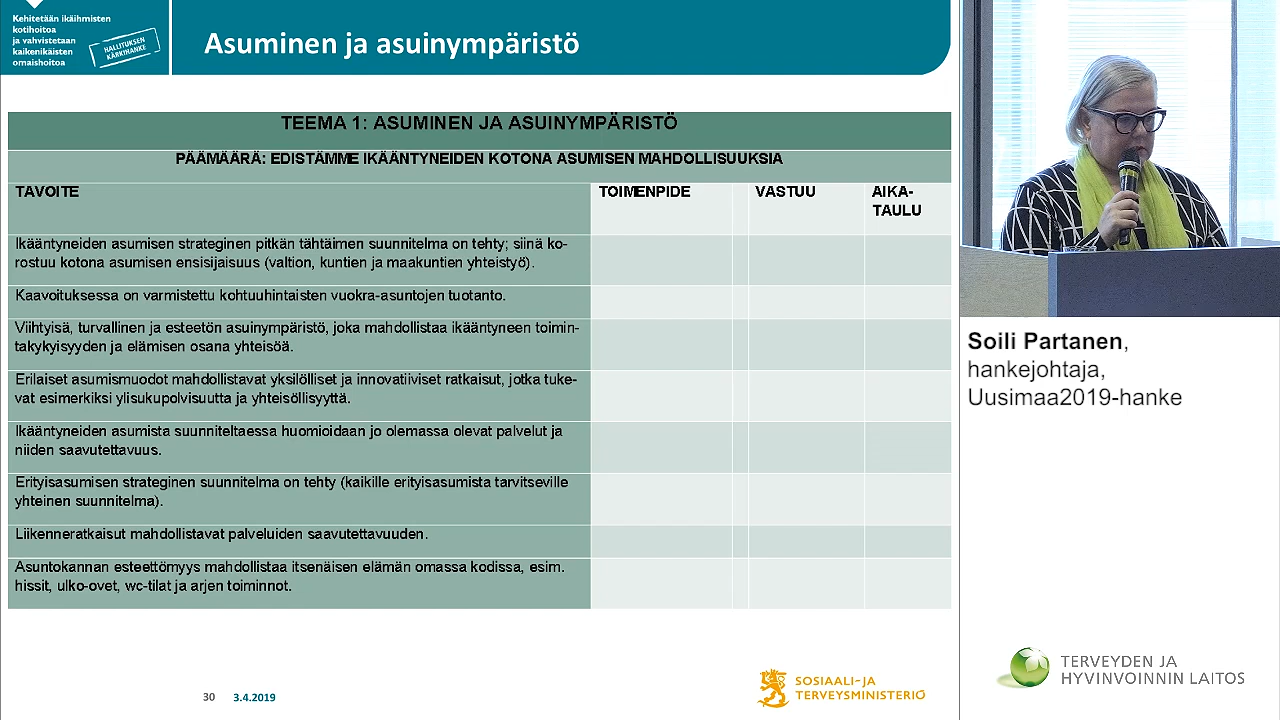 Kehitetään ikäihmisten
kotihoitoa
ja vahvistetaan
kaikenikäisten
omaishoitoa
HALLITUKSEN
KÄRKI
Asuminen ja asuinympäristö
TEEMA 1: ASUMINEN JA ASUINYMPÄRISTÖ
PÄÄMÄÄRÄ: EDISTÄMME IKÄÄNTYNEIDEN KOTONA ASUMISEN MAHDOLLISUUKSIA
TAVOITE
TOIMENPIDE
VASTUU
AIKA-
TAULU
Ikääntyneiden asumisen strateginen pitkän tähtäimen suunnitelma on tehty; siinä ko-
rostuu kotona asumisen ensisijaisuus (valtion, kuntien ja maakuntien yhteistyö)
Kaavoituksessa on varmistettu kohtuuhintaisten vuokra-asuntojen tuotanto.
Viihtyisä, turvallinen ja esteetön asuinympäristö, joka mahdollistaa ikääntyneen toimin-
takykyisyyden ja elämisen osana yhteisöä.
Erilaiset asumismuodot mahdollistavat yksilölliset ja innovatiiviset ratkaisut, jotka tuke-
vat esimerkiksi ylisukupolvisuutta ja yhteisöllisyyttä.
Ikääntyneiden asumista suunniteltaessa huomioidaan jo olemassa olevat palvelut ja
niiden saavutettavuus.
Erityisasumisen strateginen suunnitelma on tehty (kaikille erityisasumista tarvitseville
yhteinen suunnitelma).
Liikenneratkaisut mahdollistavat palveluiden saavutettavuuden.
Asuntokannan esteettömyys mahdollistaa itsenäisen elämän omassa kodissa, esim.
hissit, ulko-ovet, wc-tilat ja arjen toiminnot.
30
3.4.2019
SOSIAALI- JA
TERVEYSMINISTERIÖ
Soili Partanen,
hankejohtaja,
Uusimaa2019-hanke
TERVEYDEN JA
HYVINVOINNIN LAITOS